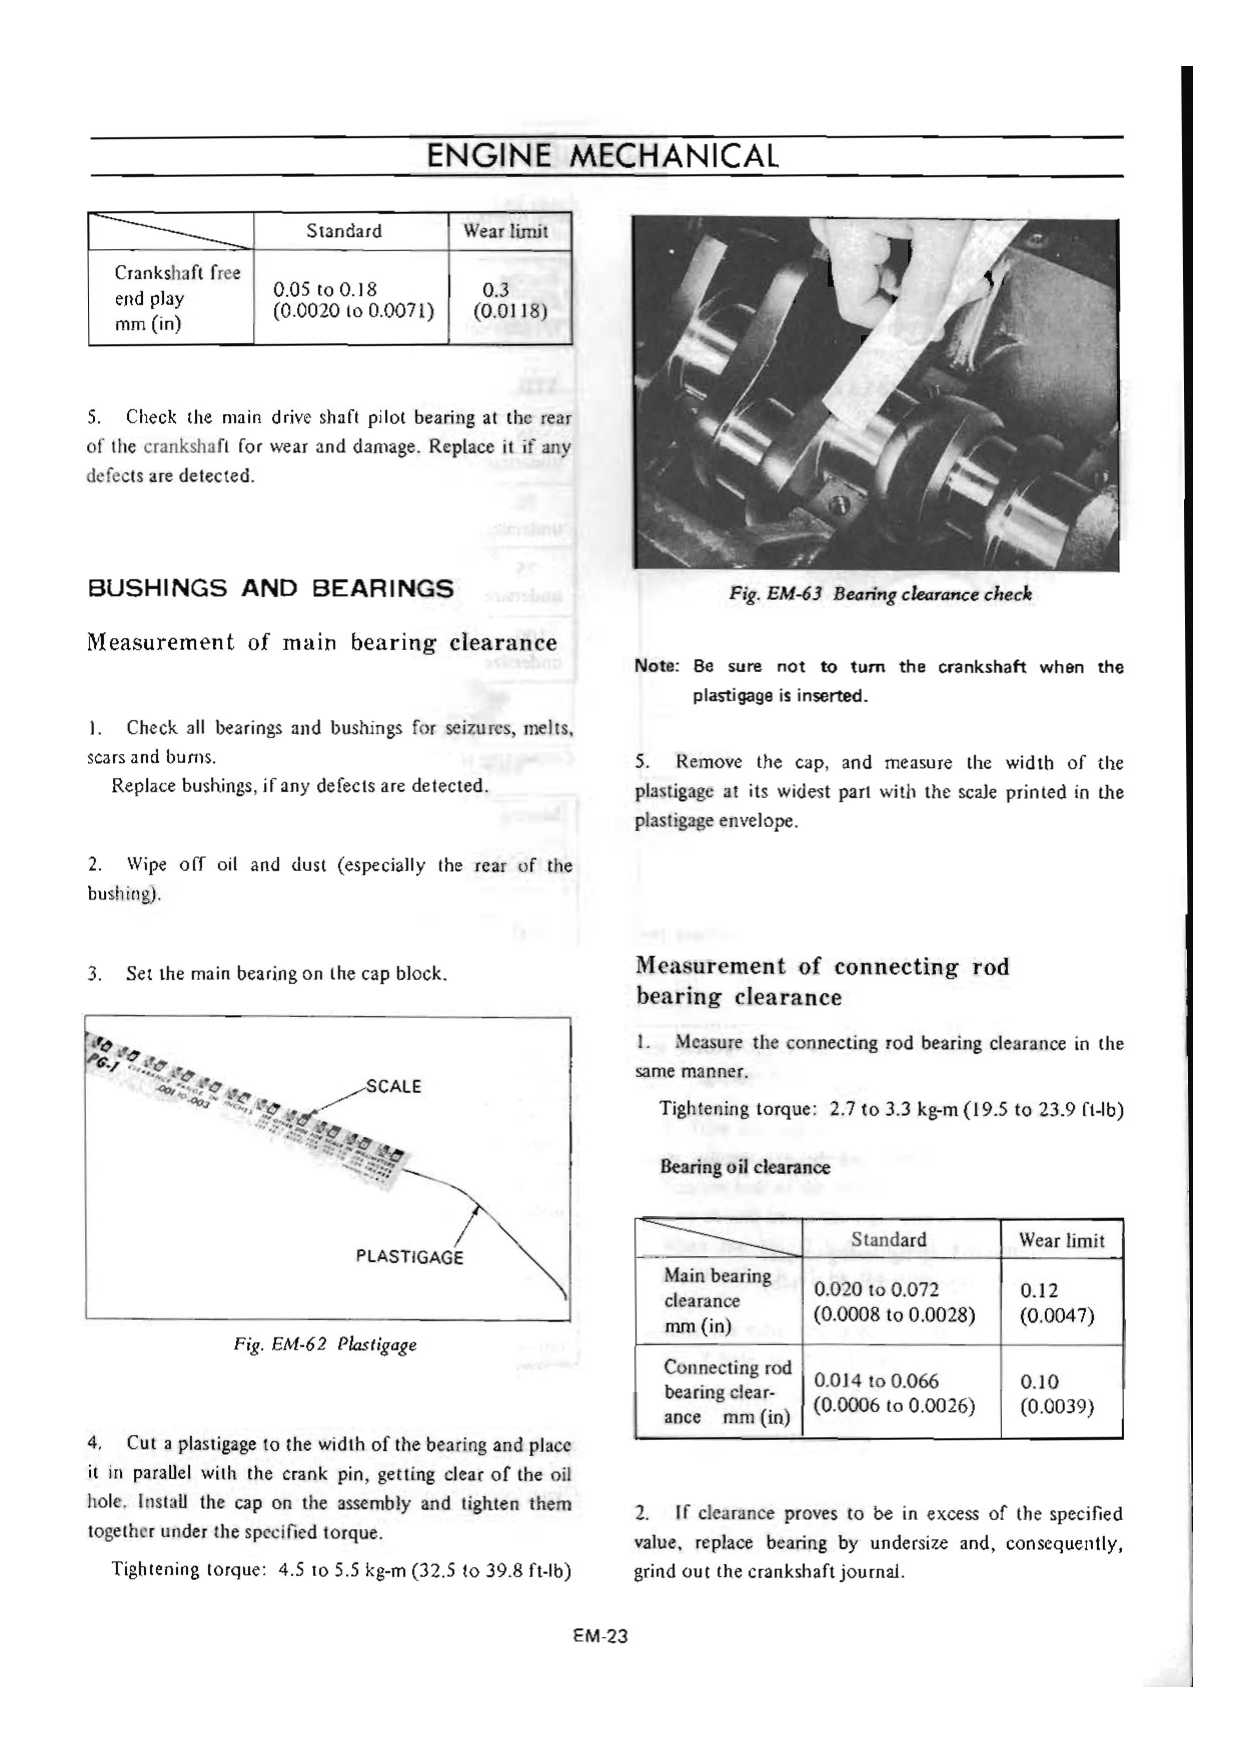 ENGINE MECHANICAL
Standard Wear limit
Crankshaft free
end play
mm (in)
0.05 to 0.18
(0.0020 to 0.0071)
0.3
(0.0118)
5. Check the main drive shaft pilot bearing at the rear
of the crankshaft for wear and damage. Replace it if any
defects are detected.
BUSHINGS AND BEARINGS
Measurement of main bearing clearance
1. Check all bearings and bushings for seizures, melts,
scars and burns.
Replace bushings, if any defects are detected.
2. Wipe off oil and dust (especially the rear of the
bushing).
3. Set the main bearing on the cap block.
PG-1
CLEARANCE RANGE IN INCHES
.001 TO .003
SCALE
PLASTIGAGE
Fig. EM-62 Plastigage
4. Cut a plastigage to the width of the bearing and place
it in parallel with the crank pin, getting clear of the oil
hole. Install the cap on the assembly and tighten them
together under the specified torque.
Tightening torque: 4.5 to 5.5 kg-m (32.5 to 39.8 ft-lb)
Fig. EM-63 Bearing clearance check
Note: Be sure not to turn the crankshaft when the
plastigage is inserted.
5. Remove the cap, and measure the width of the
plastigage at its widest part with the scale printed in the
plastigage envelope.
Measurement of connecting rod
bearing clearance
1. Measure the connecting rod bearing clearance in the
same manner.
Tightening torque: 2.7 to 3.3 kg-m (19.5 to 23.9 ft-lb)
Bearing oil clearance
Standard Wear limit
Main bearing
clearance
mm (in)
0.020 to 0.072
(0.0008 to 0.0028)
0.12
(0.0047)
Connecting rod
bearing clear-
ance mm (in)
0.014 to 0.066
(0.0006 to 0.0026)
0.10
(0.0039)
2. If clearance proves to be in excess of the specified
value, replace bearing by undersize and, consequently,
grind out the crankshaft journal.
EM-23